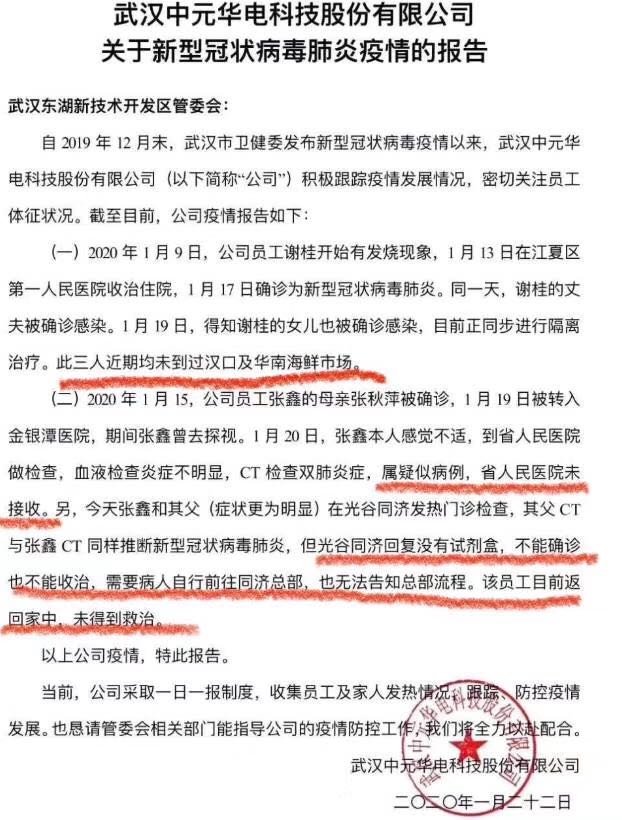 武汉中元华电科技股份有限公司
关于新型冠状病毒肺炎疫情的报告
武汉东湖新技术开发区管委会：
自 2019 年 12 月末，武汉市卫健委发布新型冠状病毒疫情以来，武汉中元华
电科技股份有限公司（以下简称“公司”）积极跟踪疫情发展情况，密切关注员工
体征状况。截至目前，公司疫情报告如下：
（一）2020 年 1 月 9 日，公司员工谢桂开始有发烧现象，1 月 13 日在江夏区
第一人民医院收治住院，1 月 17 日确诊为新型冠状病毒肺炎。同一天，谢桂的丈
夫被确诊感染。1 月 19 日，得知谢桂的女儿也被确诊感染，目前正同步进行隔离
治疗。此三人近期均未到过汉口及华南海鲜市场。
（二）2020 年 1 月 15，公司员工张鑫的母亲张秋萍被确诊，1 月 19 日被转入
金银潭医院，期间张鑫曾去探视。1 月 20 日，张鑫本人感觉不适，到省人民医院
做检查，血液检查炎症不明显，CT 检查双肺炎症，属疑似病例，省人民医院未
接收。另，今天张鑫和其父（症状更为明显）在光谷同济发热门诊检查，其父 CT
与张鑫 CT 同样推断新型冠状病毒肺炎，但光谷同济回复没有试剂盒，不能确诊
也不能收治，需要病人自行前往同济总部，也无法告知总部流程。该员工目前返
回家中，未得到救治。
以上公司疫情，特此报告。
当前，公司采取一日一报制度，收集员工及家人发热情况，跟踪、防控疫情
发展。也恳请管委会相关部门能指导公司的疫情防控工作，我们将全力以赴配合。
武汉中元华电科技股份有限公司
二〇二〇年一月二十二日
武汉中元华电科技股份有限公司